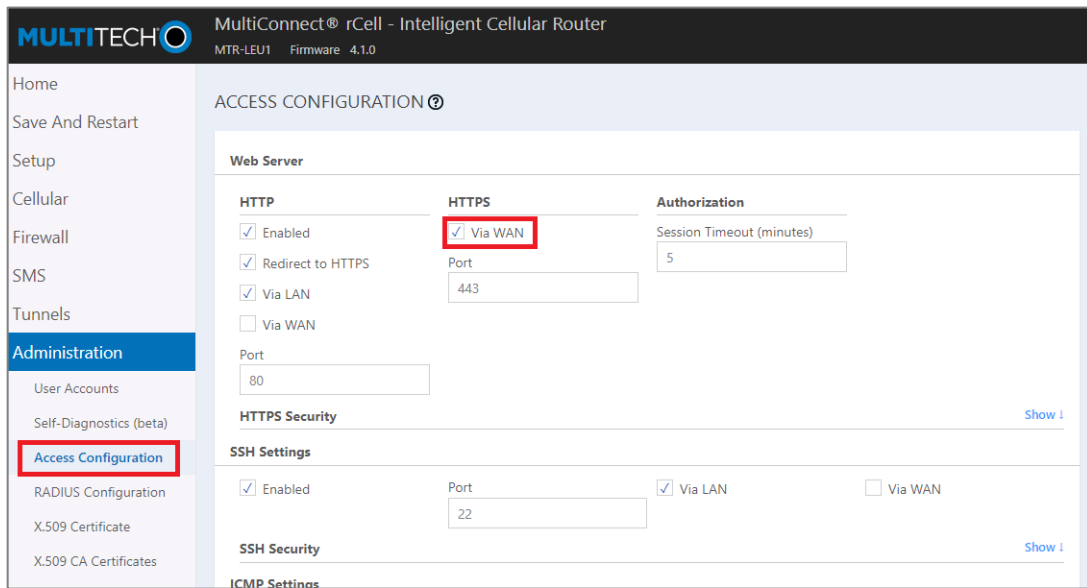 MULTITECH
MultiConnect® rCell - Intelligent Cellular Router
MTR-LEU1 Firmware 4.1.0
Home
Save And Restart
Setup
Cellular
Firewall
SMS
Tunnels
Administration
User Accounts
Self-Diagnostics (beta)
Access Configuration
RADIUS Configuration
X.509 Certificate
X.509 CA Certificates
ACCESS CONFIGURATION
Web Server
HTTP
Enabled
Redirect to HTTPS
Via LAN
Via WAN
Port
80
HTTPS
Via WAN
Port
443
Authorization
Session Timeout (minutes)
5
HTTPS Security Show ↓
SSH Settings
Enabled
Port
22
Via LAN
Via WAN
SSH Security Show ↓
ICMP Settings